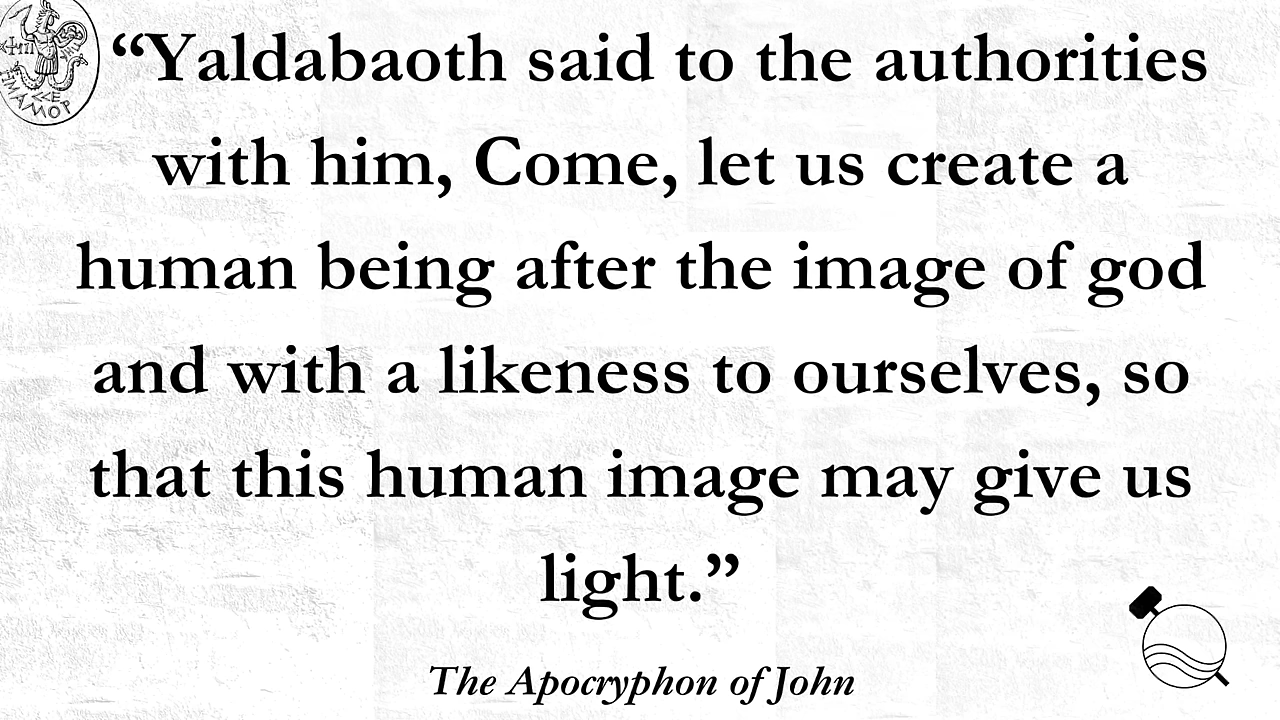 “Yaldabaoth said to the authorities
with him, Come, let us create a
human being after the image of god
and with a likeness to ourselves, so
that this human image may give us
light.”
The Apocryphon of John